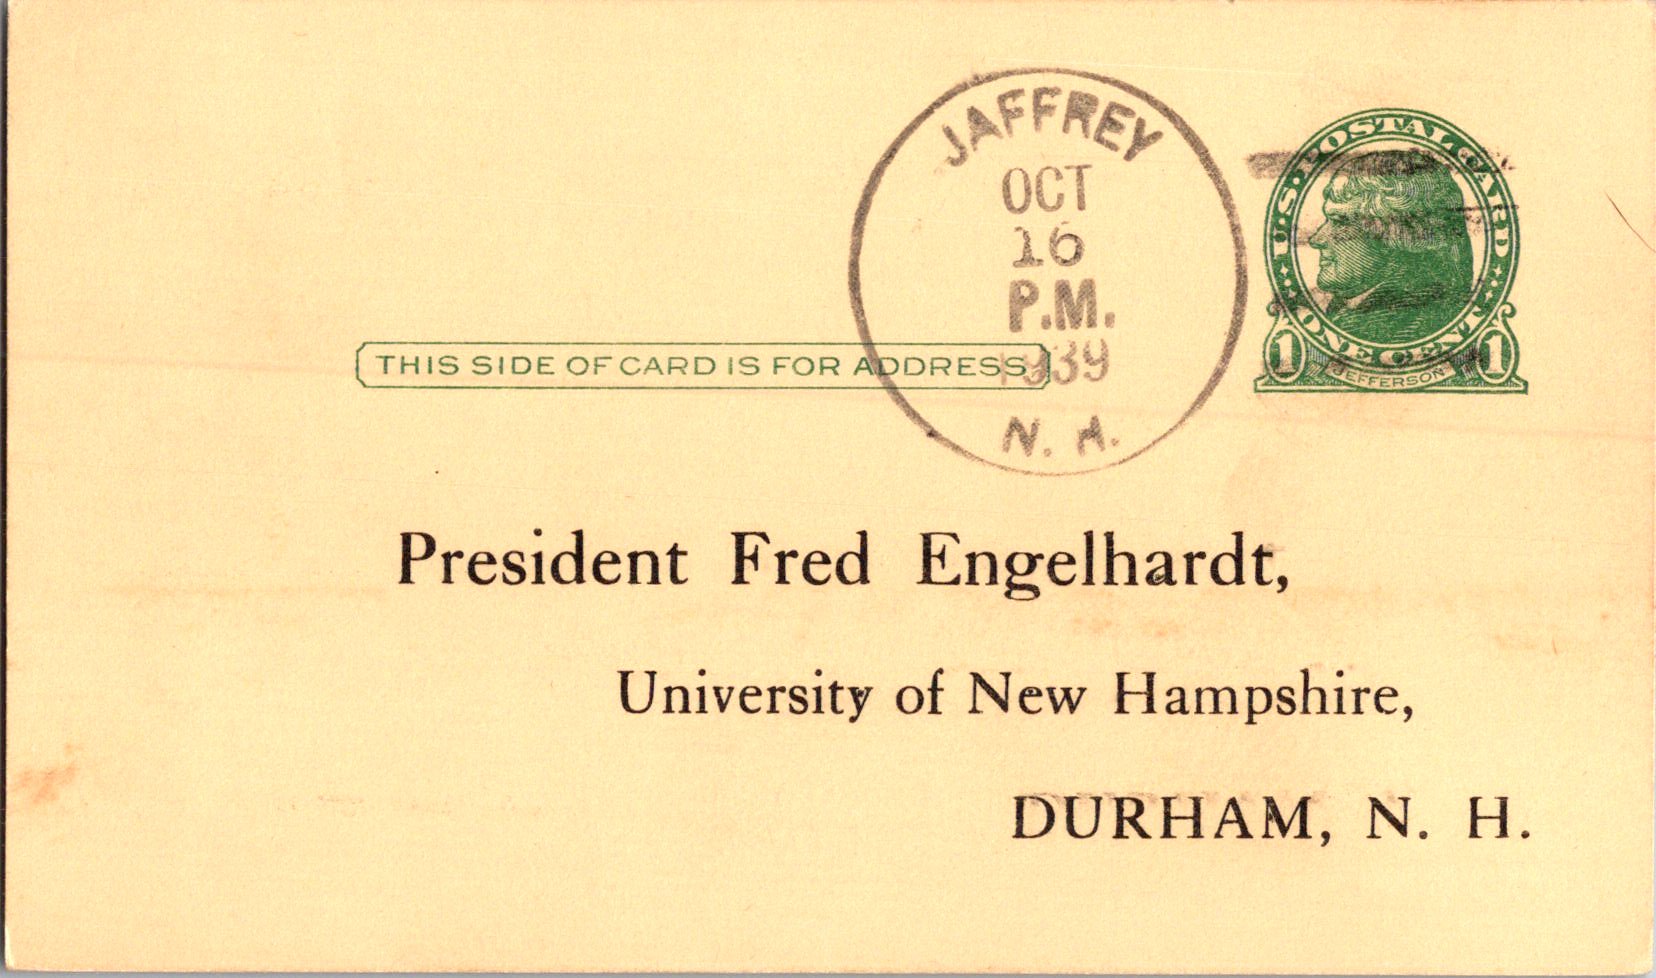 JAFFREY
OCT
16
P.M.
1939
N. H.
U.S. POSTAL CARD
ONE CENT
1 1
JEFFERSON
THIS SIDE OF CARD IS FOR ADDRESS
President Fred Engelhardt,
University of New Hampshire,
DURHAM, N. H.